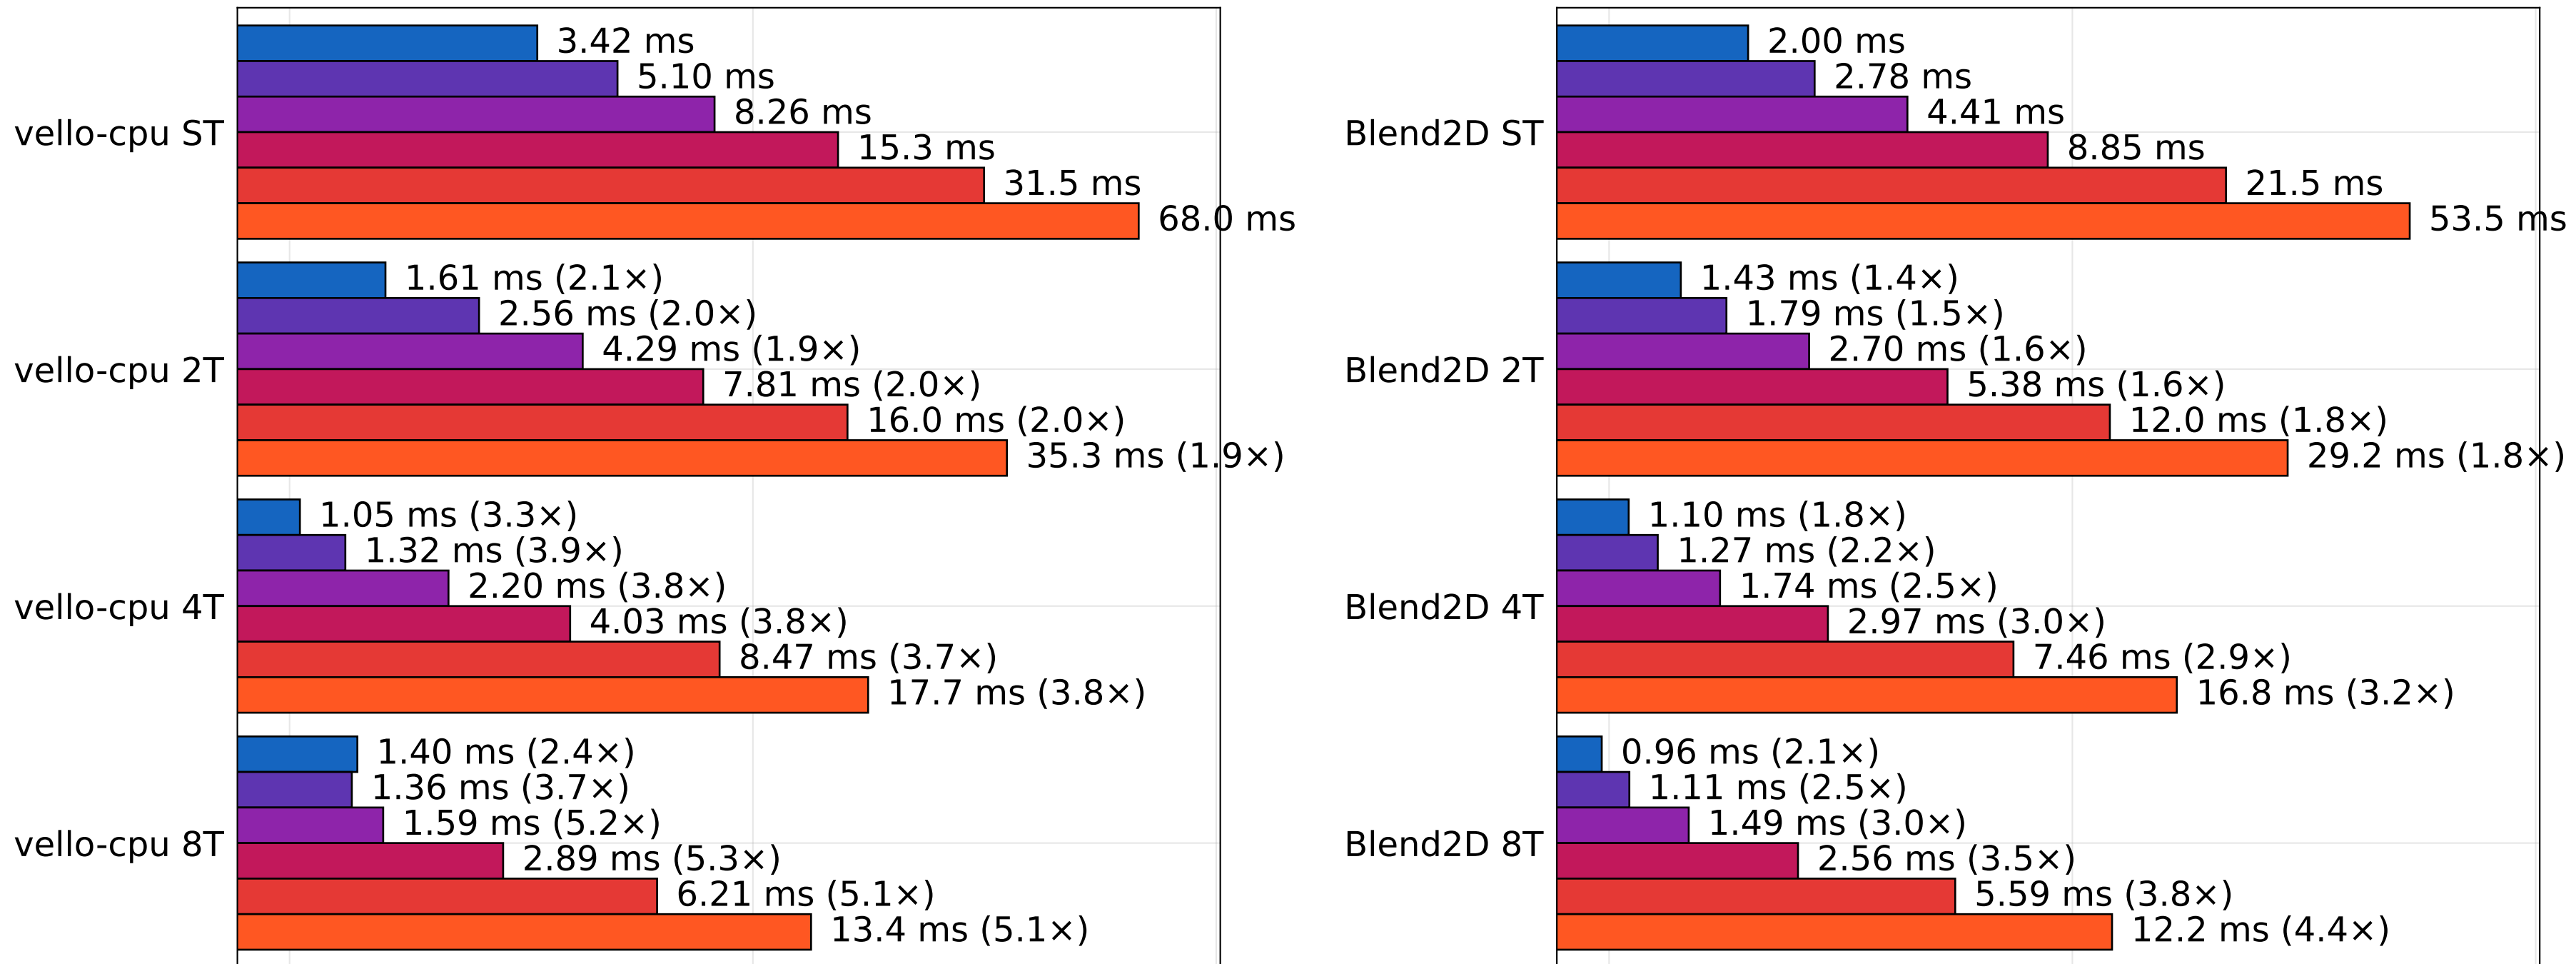 vello-cpu ST
3.42 ms
5.10 ms
8.26 ms
15.3 ms
31.5 ms
68.0 ms
vello-cpu 2T
1.61 ms (2.1×)
2.56 ms (2.0×)
4.29 ms (1.9×)
7.81 ms (2.0×)
16.0 ms (2.0×)
35.3 ms (1.9×)
vello-cpu 4T
1.05 ms (3.3×)
1.32 ms (3.9×)
2.20 ms (3.8×)
4.03 ms (3.8×)
8.47 ms (3.7×)
17.7 ms (3.8×)
vello-cpu 8T
1.40 ms (2.4×)
1.36 ms (3.7×)
1.59 ms (5.2×)
2.89 ms (5.3×)
6.21 ms (5.1×)
13.4 ms (5.1×)
Blend2D ST
2.00 ms
2.78 ms
4.41 ms
8.85 ms
21.5 ms
53.5 ms
Blend2D 2T
1.43 ms (1.4×)
1.79 ms (1.5×)
2.70 ms (1.6×)
5.38 ms (1.6×)
12.0 ms (1.8×)
29.2 ms (1.8×)
Blend2D 4T
1.10 ms (1.8×)
1.27 ms (2.2×)
1.74 ms (2.5×)
2.97 ms (3.0×)
7.46 ms (2.9×)
16.8 ms (3.2×)
Blend2D 8T
0.96 ms (2.1×)
1.11 ms (2.5×)
1.49 ms (3.0×)
2.56 ms (3.5×)
5.59 ms (3.8×)
12.2 ms (4.4×)